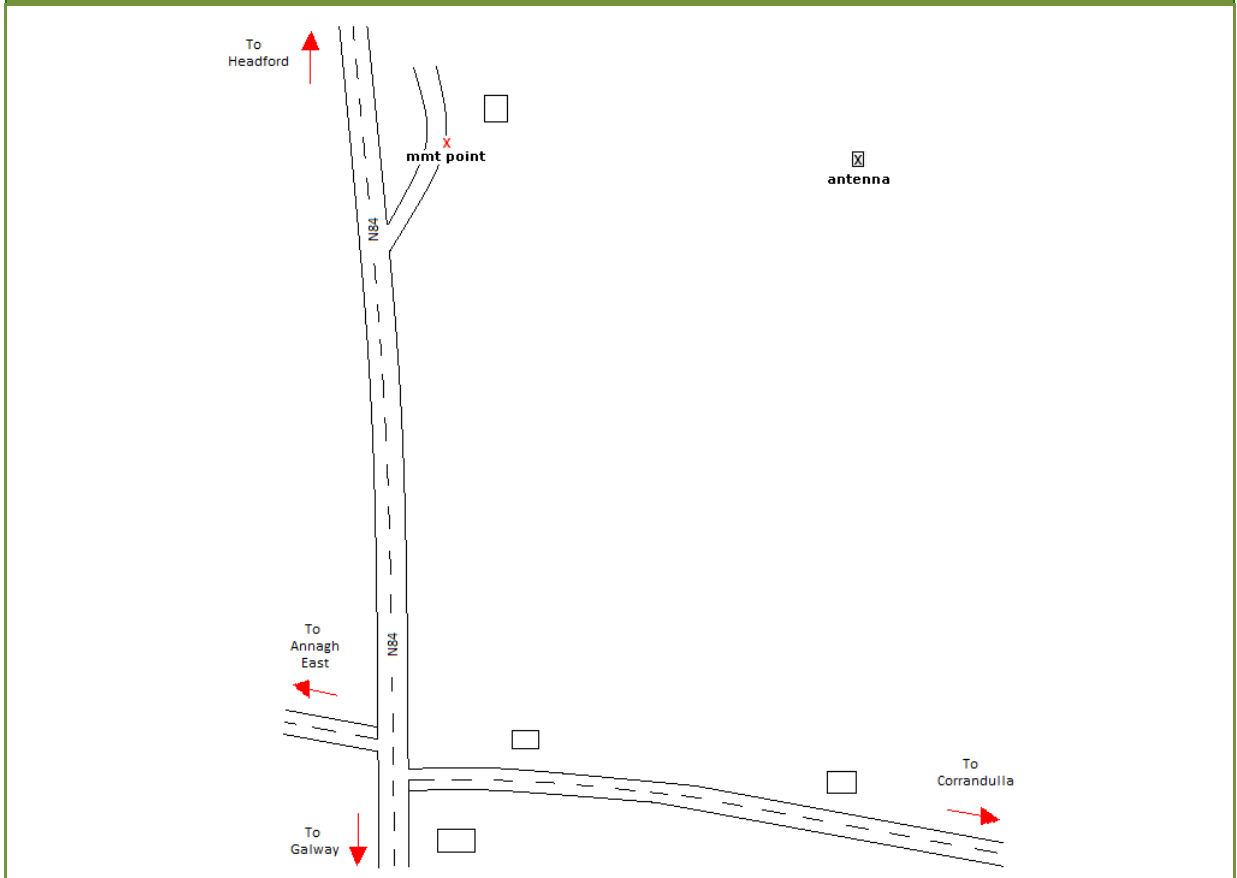 To
Headford
X
mmt point
X
antenna
N84
To
Annagh
East
N84
To
Corrandulla
To
Galway